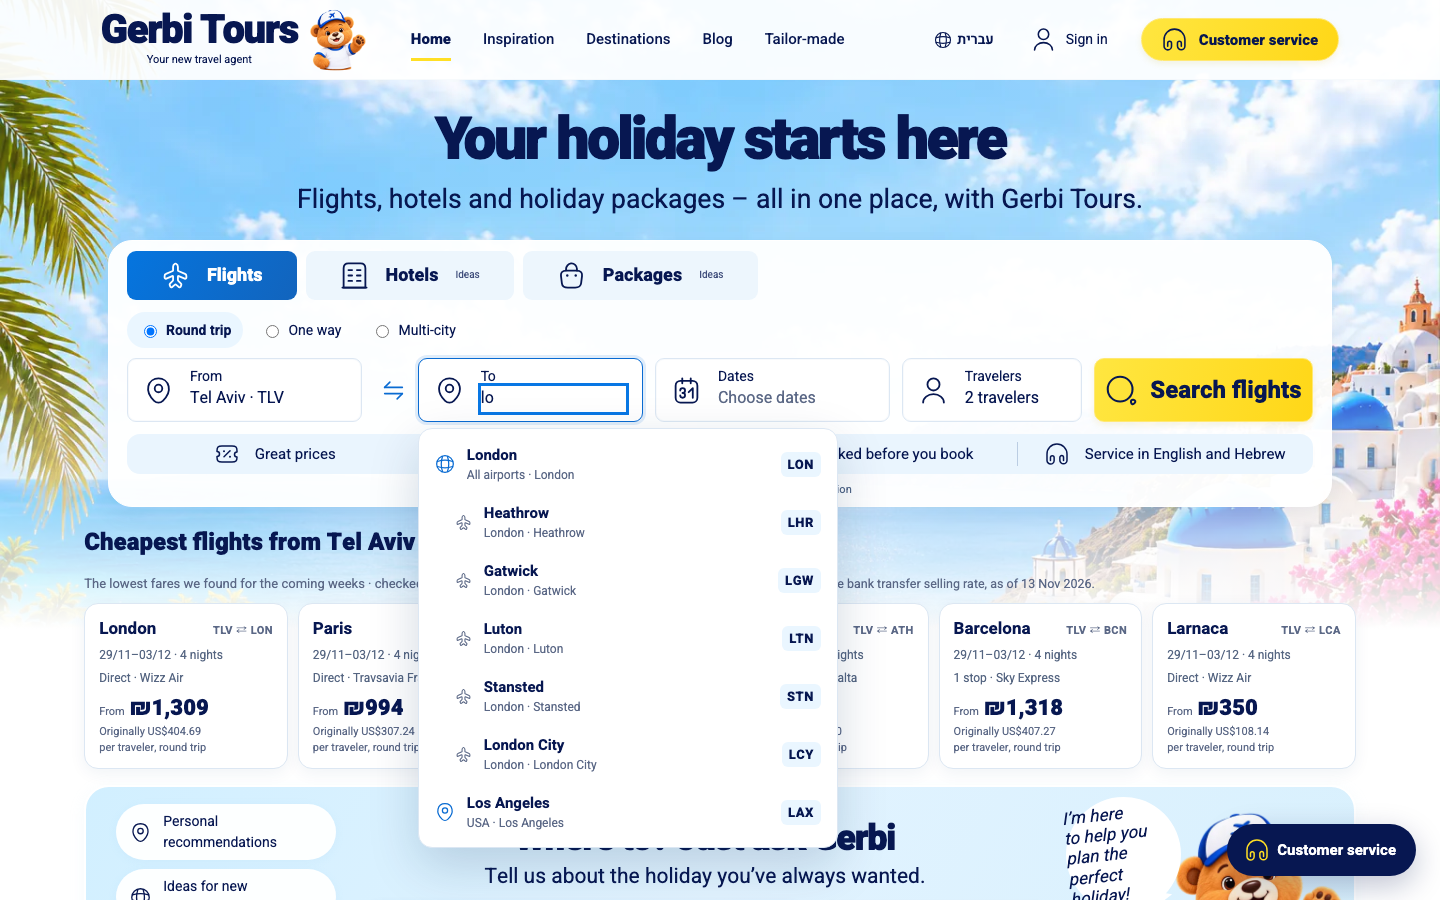 Gerbi Tours
Your new travel agent
Home
Inspiration
Destinations
Blog
Tailor-made
עברית
Sign in
Customer service
Your holiday starts here
Flights, hotels and holiday packages – all in one place, with Gerbi Tours.
Flights
Hotels Ideas
Packages Ideas
Round trip
One way
Multi-city
From
Tel Aviv · TLV
To
lo
Dates
Choose dates
31
Travelers
2 travelers
Search flights
Great prices
before you book
Service in English and Hebrew
London
All airports · London
LON
Heathrow
London · Heathrow
LHR
Gatwick
London · Gatwick
LGW
Luton
London · Luton
LTN
Stansted
London · Stansted
STN
London City
London · London City
LCY
Los Angeles
USA · Los Angeles
LAX
Cheapest flights from Tel Aviv
The lowest fares we found for the coming weeks ·
bank transfer selling rate, as of 13 Nov 2026.
London
TLV ⇄ LON
29/11–03/12 · 4 nights
Direct · Wizz Air
From ₪1,309
Originally US$404.69
per traveler, round trip
Paris
29/11–03/12 · 4
Direct · Travsavia
From ₪994
Originally US$307.24
per traveler, round
TLV ⇄ ATH
Barcelona
TLV ⇄ BCN
29/11–03/12 · 4 nights
1 stop · Sky Express
From ₪1,318
Originally US$407.27
per traveler, round trip
Larnaca
TLV ⇄ LCA
29/11–03/12 · 4 nights
Direct · Wizz Air
From ₪350
Originally US$108.14
per traveler, round trip
Personal
recommendations
Ideas for new
Tell us about the holiday you've always wanted.
I'm here
to help you
plan the
perfect
holiday!
Customer service